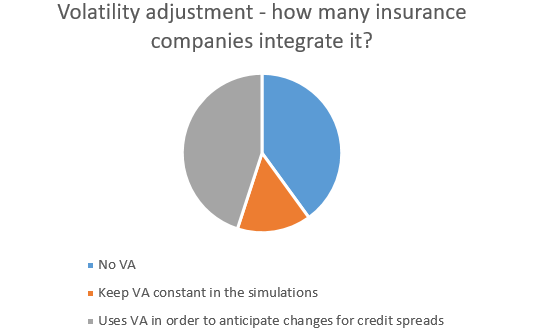 Volatility adjustment - how many insurance
companies integrate it?
No VA
Keep VA constant in the simulations
Uses VA in order to anticipate changes for credit spreads